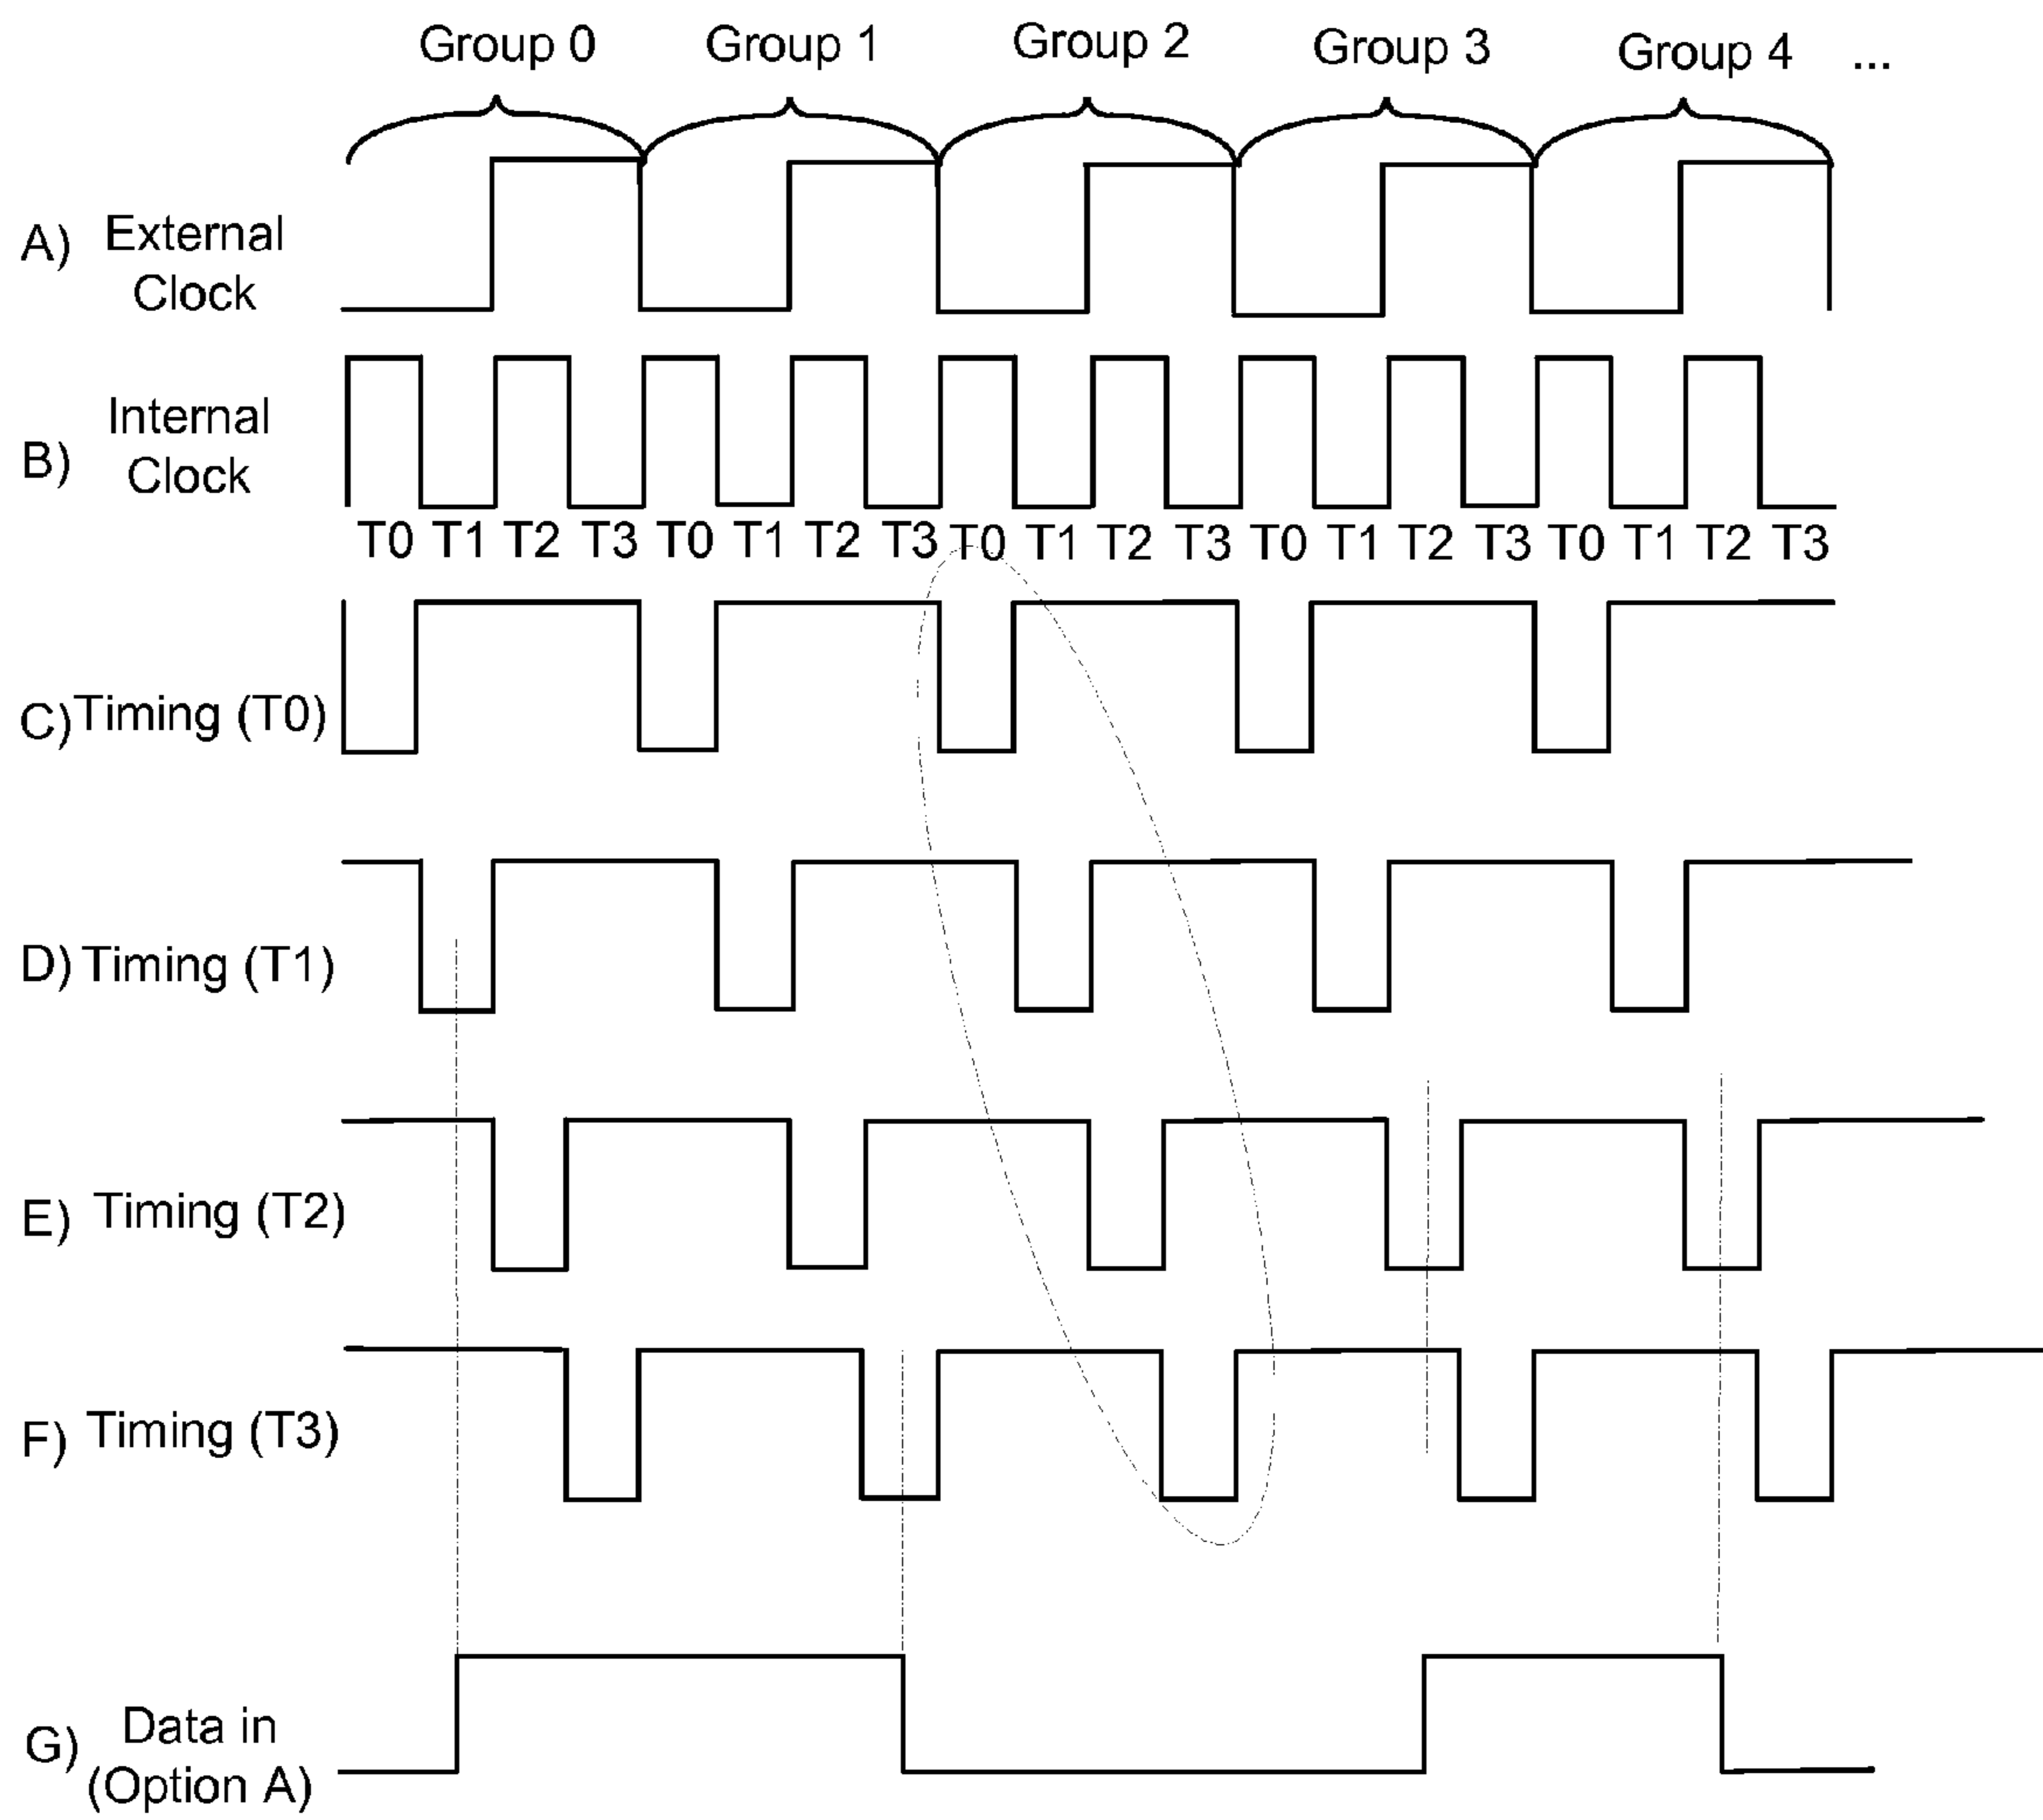 Group 0 Group 1 Group 2 Group 3 Group 4 ...
A) External
Clock
B) Internal
Clock
T0 T1 T2 T3 T0 T1 T2 T3 T0 T1 T2 T3 T0 T1 T2 T3 T0 T1 T2 T3
C) Timing (T0)
D) Timing (T1)
E) Timing (T2)
F) Timing (T3)
G) Data in
(Option A)